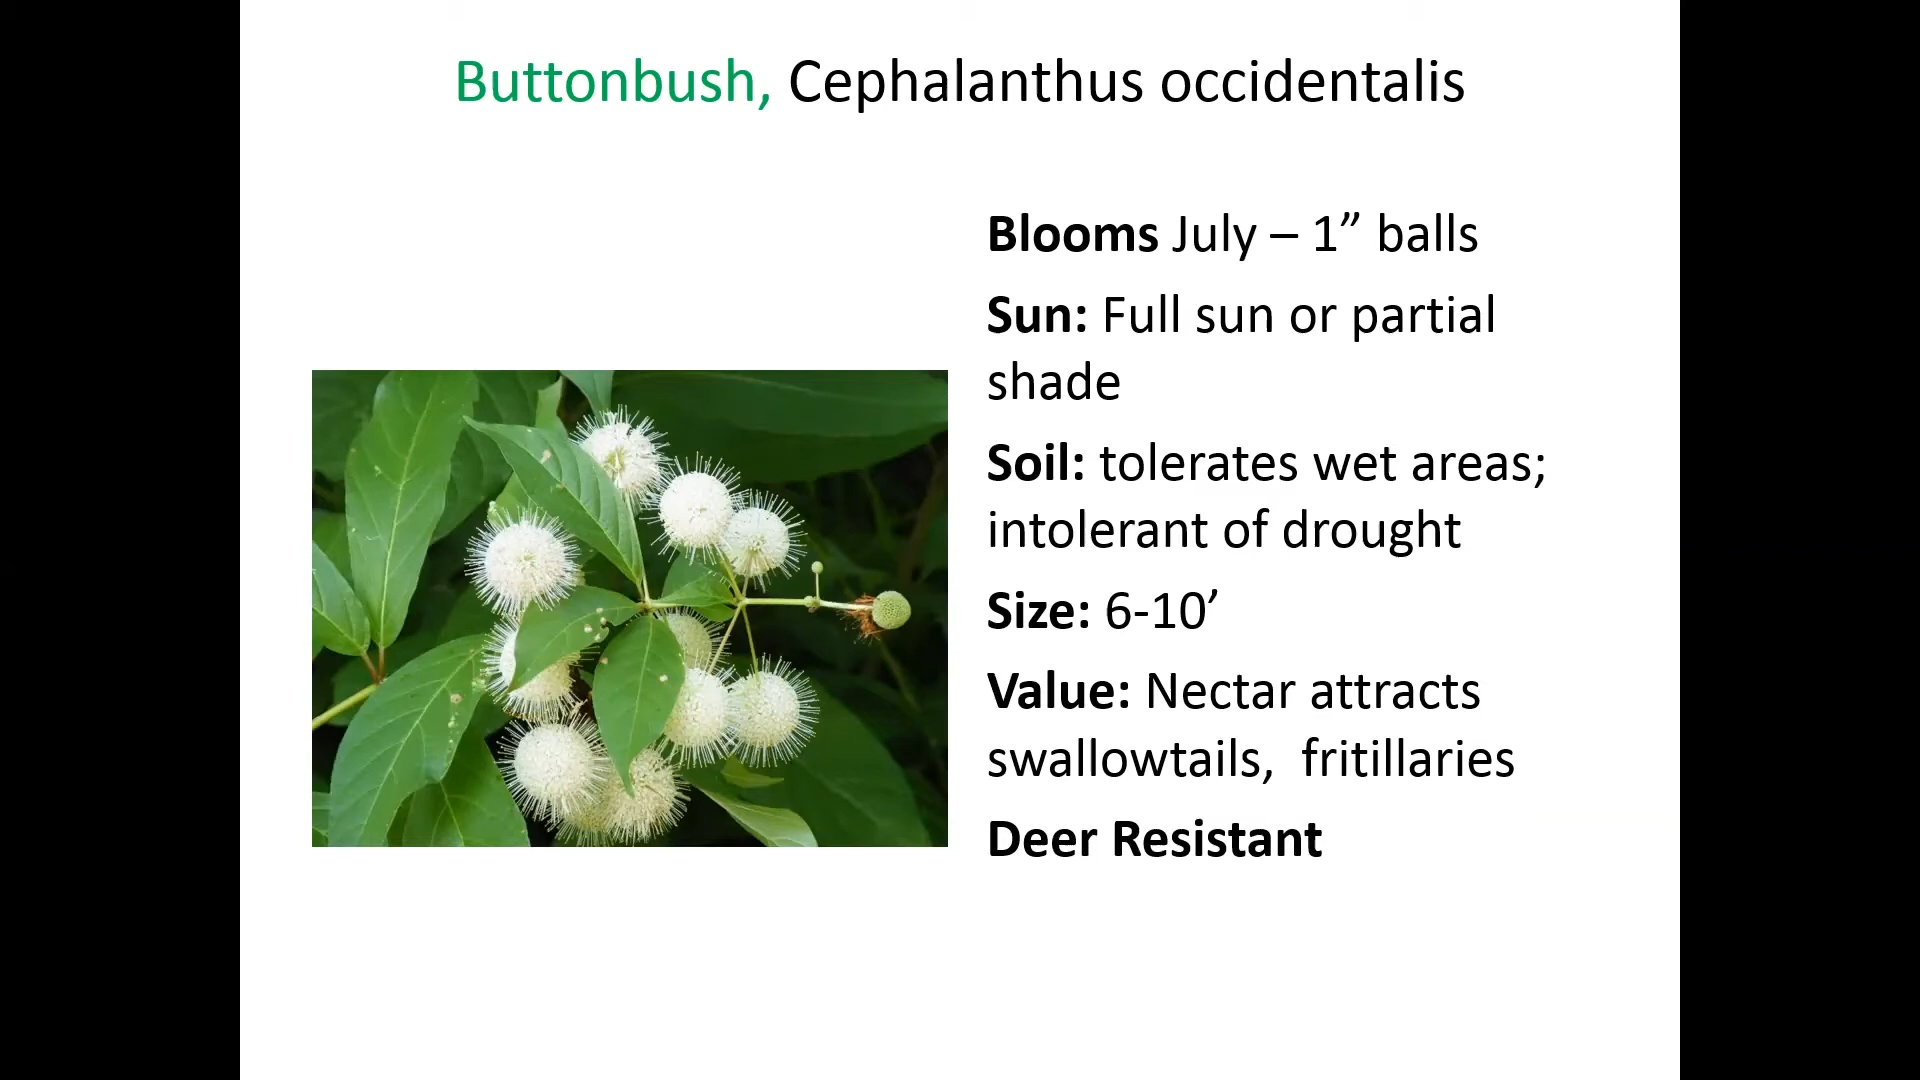 Buttonbush, Cephalanthus occidentalis
Blooms July – 1” balls
Sun: Full sun or partial
shade
Soil: tolerates wet areas;
intolerant of drought
Size: 6-10’
Value: Nectar attracts
swallowtails,  fritillaries
Deer Resistant